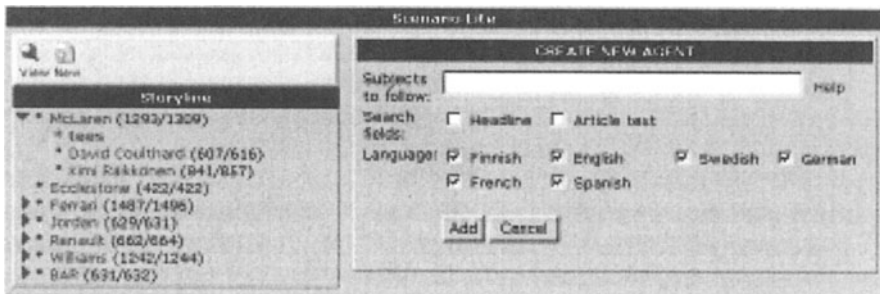 Scenario Lite
View New
Storyline
* McLaren (1293/1309)
* tees
* David Coulthard (607/616)
* Kimi Raikkonen (841/857)
* Ecclestone (422/422)
* Ferrari (1487/1496)
* Jorden (629/631)
* Renault (662/664)
* Williams (1242/1244)
* BAR (631/632)
CREATE NEW AGENT
Subjects to follow:
Help
Search fields:
Headline Article text
Language: Finnish English Swedish German
French Spanish
Add Cancel